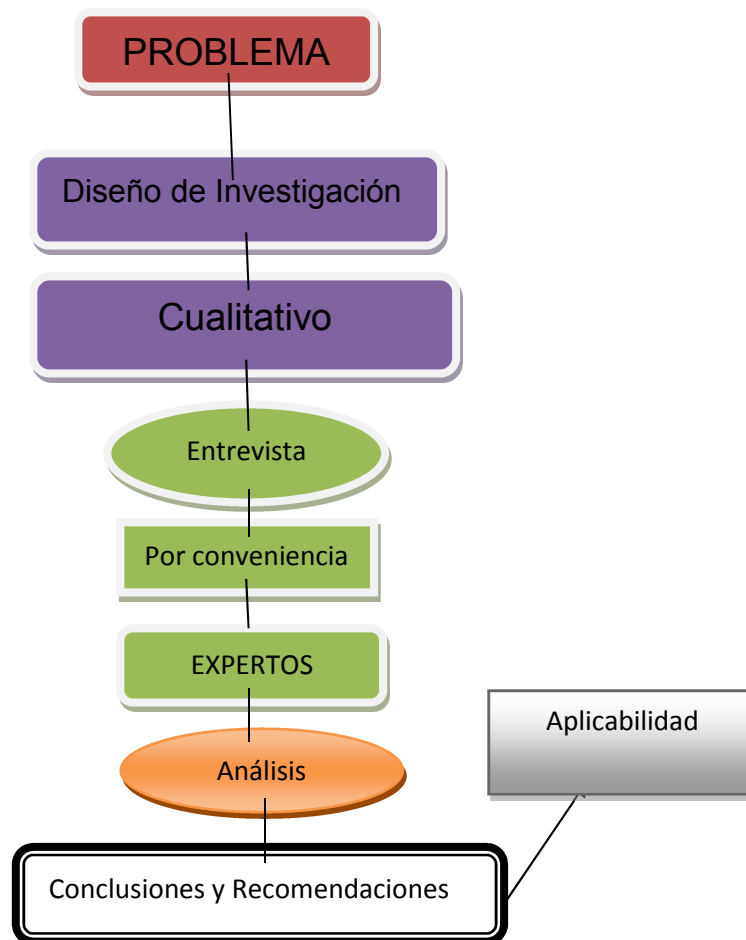 PROBLEMA
Diseño de Investigación
Cualitativo
Entrevista
Por conveniencia
EXPERTOS
Aplicabilidad
Análisis
Conclusiones y Recomendaciones